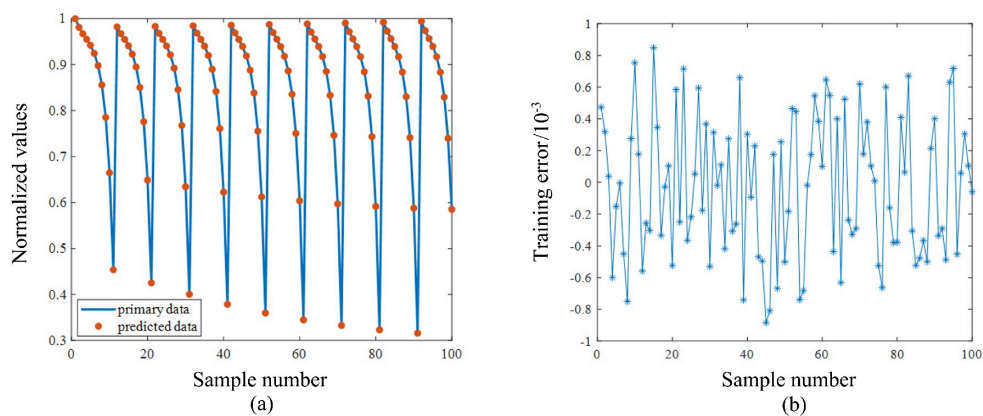 1
0.9
0.8
0.7
0.6
0.5
0.4
0.3
Normalized values
primary data
predicted data
0 20 40 60 80 100
Sample number
(a)
1
0.8
0.6
0.4
0.2
0
-0.2
-0.4
-0.6
-0.8
-1
Training error/10-3
0 20 40 60 80 100
Sample number
(b)